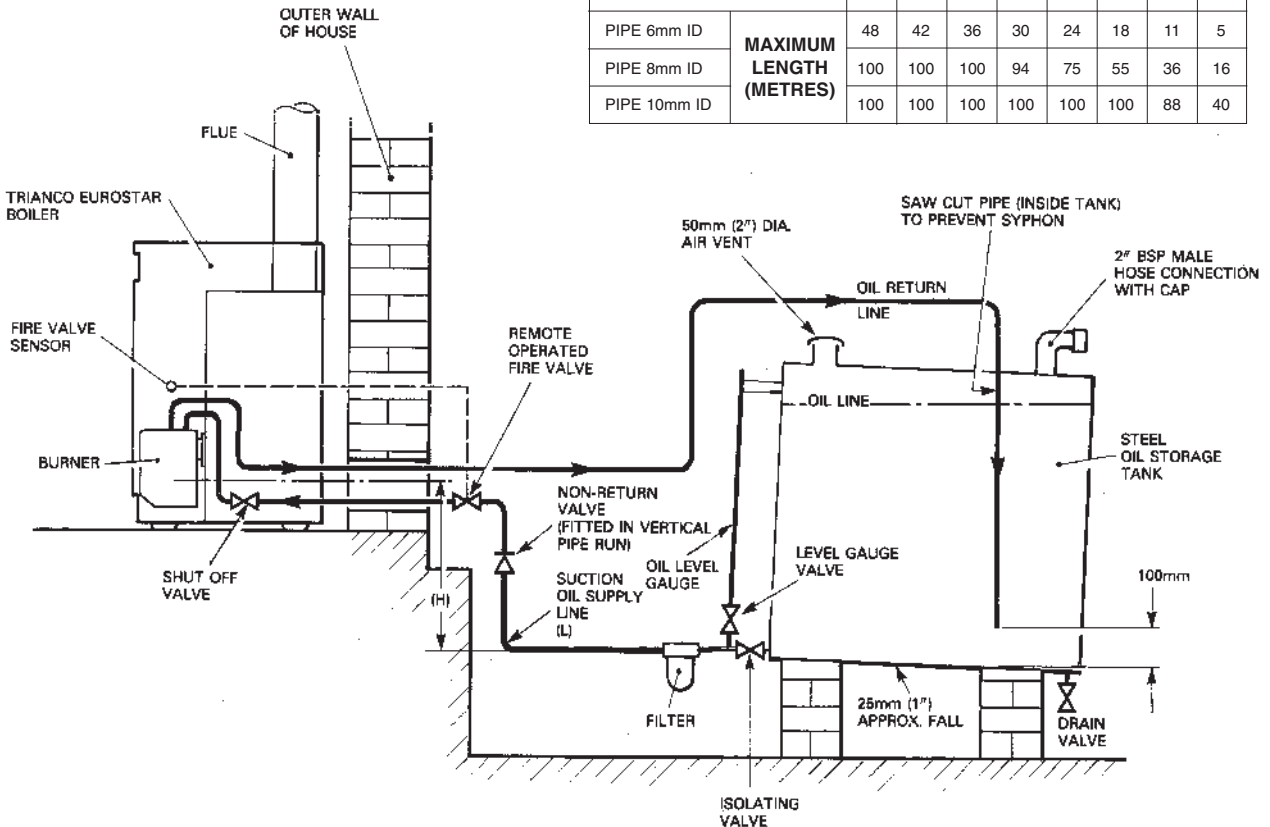 PIPE 6mm ID
MAXIMUM
LENGTH
(METRES)
48 42 36 30 24 18 11 5
PIPE 8mm ID
100 100 100 94 75 55 36 16
PIPE 10mm ID
100 100 100 100 100 100 88 40
OUTER WALL
OF HOUSE
FLUE
TRIANCO EUROSTAR
BOILER
FIRE VALVE
SENSOR
BURNER
SHUT OFF
VALVE
REMOTE
OPERATED
FIRE VALVE
NON-RETURN
VALVE
(FITTED IN VERTICAL
PIPE RUN)
SUCTION
OIL SUPPLY
LINE
(L)
(H)
OIL LEVEL
GAUGE
LEVEL GAUGE
VALVE
FILTER
ISOLATING
VALVE
50mm (2") DIA.
AIR VENT
OIL RETURN
LINE
SAW CUT PIPE (INSIDE TANK)
TO PREVENT SYPHON
2" BSP MALE
HOSE CONNECTION
WITH CAP
OIL LINE
STEEL
OIL STORAGE
TANK
100mm
25mm (1")
APPROX. FALL
DRAIN
VALVE